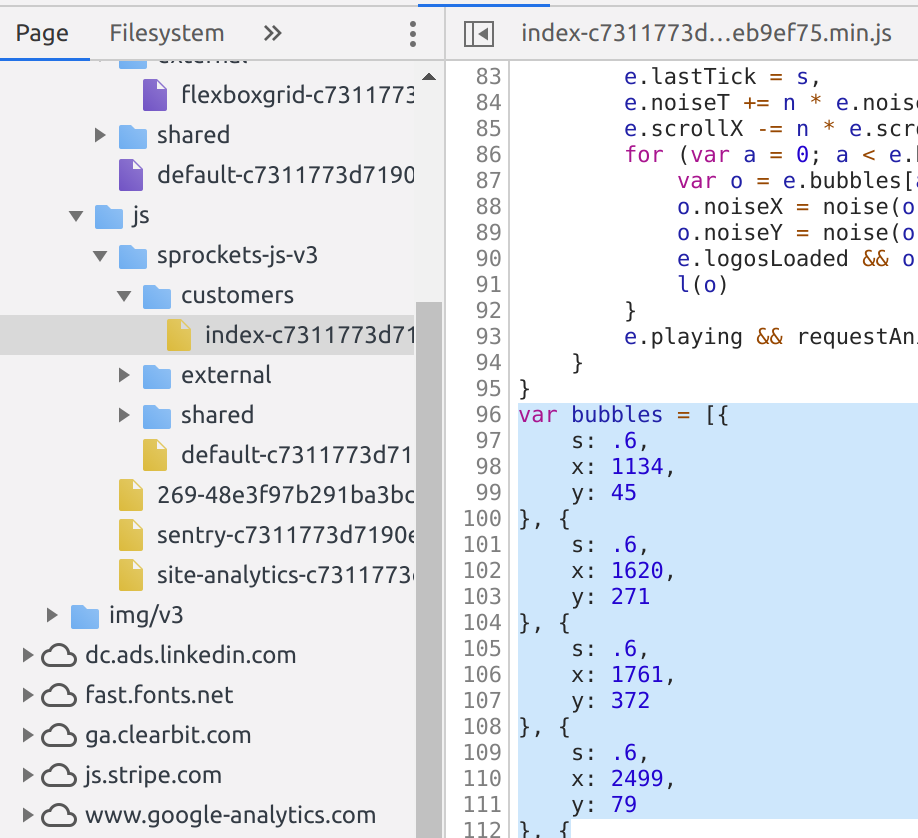 Page Filesystem »
external
flexboxgrid-c7311773
shared
default-c7311773d7190
js
sprockets-js-v3
customers
index-c7311773d71
external
shared
default-c7311773d71
269-48e3f97b291ba3bc
sentry-c7311773d7190e
site-analytics-c7311773
img/v3
dc.ads.linkedin.com
fast.fonts.net
ga.clearbit.com
js.stripe.com
www.google-analytics.com
index-c7311773d...eb9ef75.min.js
83 e.lastTick = s,
84 e.noiseT += n * e.noise
85 e.scrollX -= n * e.scr
86 for (var a = 0; a < e.
87 var o = e.bubbles[a
88 o.noiseX = noise(o
89 o.noiseY = noise(o
90 e.logosLoaded && o
91 l(o)
92 }
93 e.playing && requestAn
94 }
95 }
96 var bubbles = [{
97 s: .6,
98 x: 1134,
99 y: 45
100 }, {
101 s: .6,
102 x: 1620,
103 y: 271
104 }, {
105 s: .6,
106 x: 1761,
107 y: 372
108 }, {
109 s: .6,
110 x: 2499,
111 y: 79
112 }, {